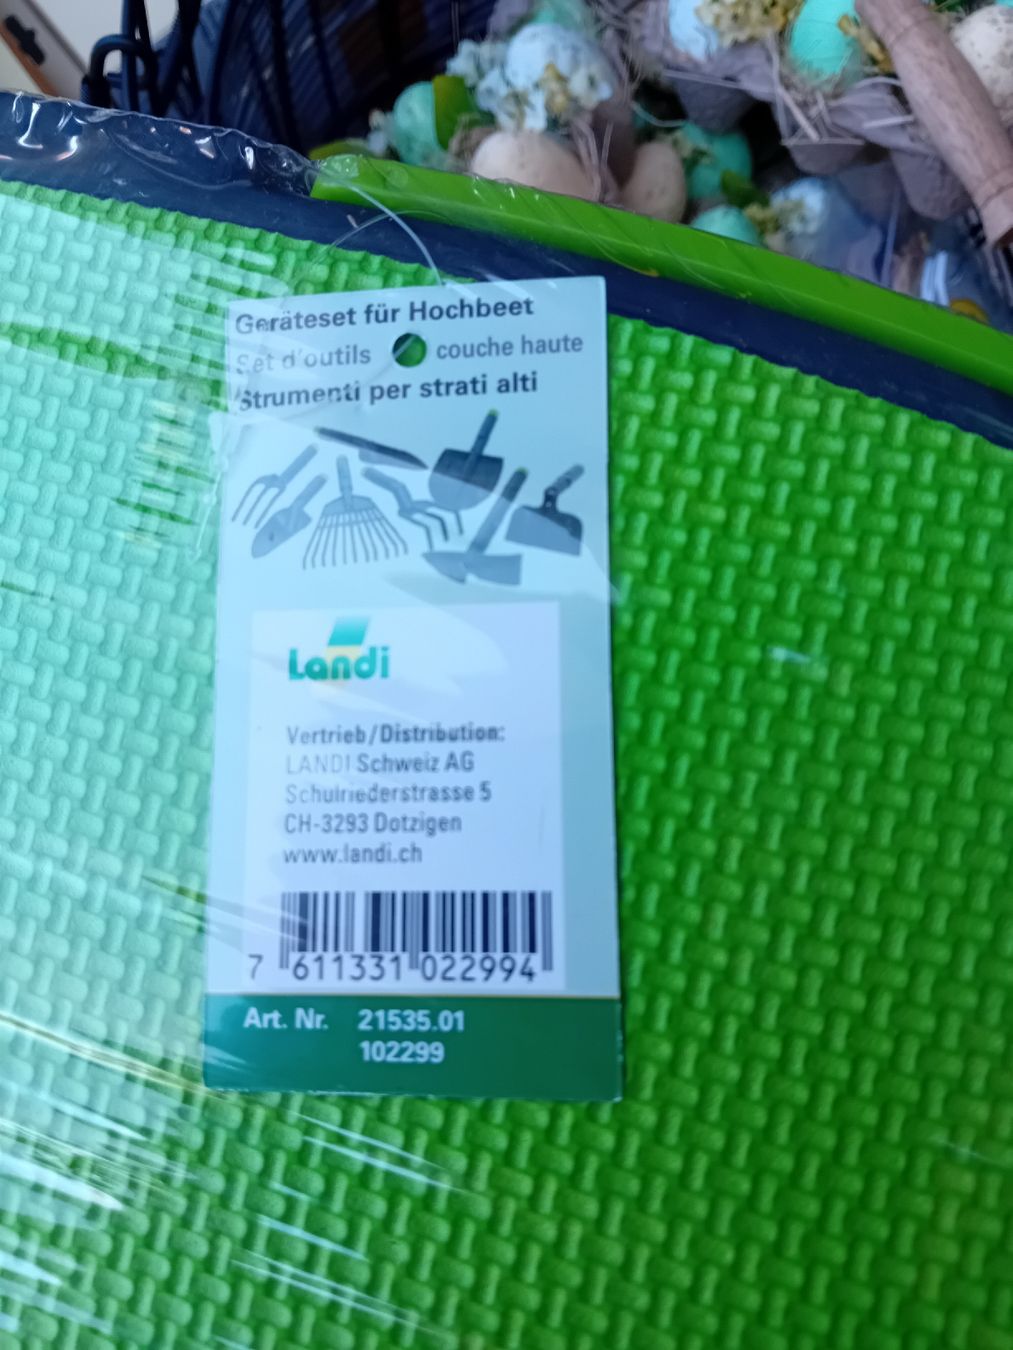 Geräteset für Hochbeet
Set d'outils couche haute
Strumenti per strati alti
Landi
Vertrieb/Distribution:
LANDI Schweiz AG
Schulriederstrasse 5
CH-3293 Dotzigen
www.landi.ch
7 611331 022994
Art. Nr. 21535.01
102299